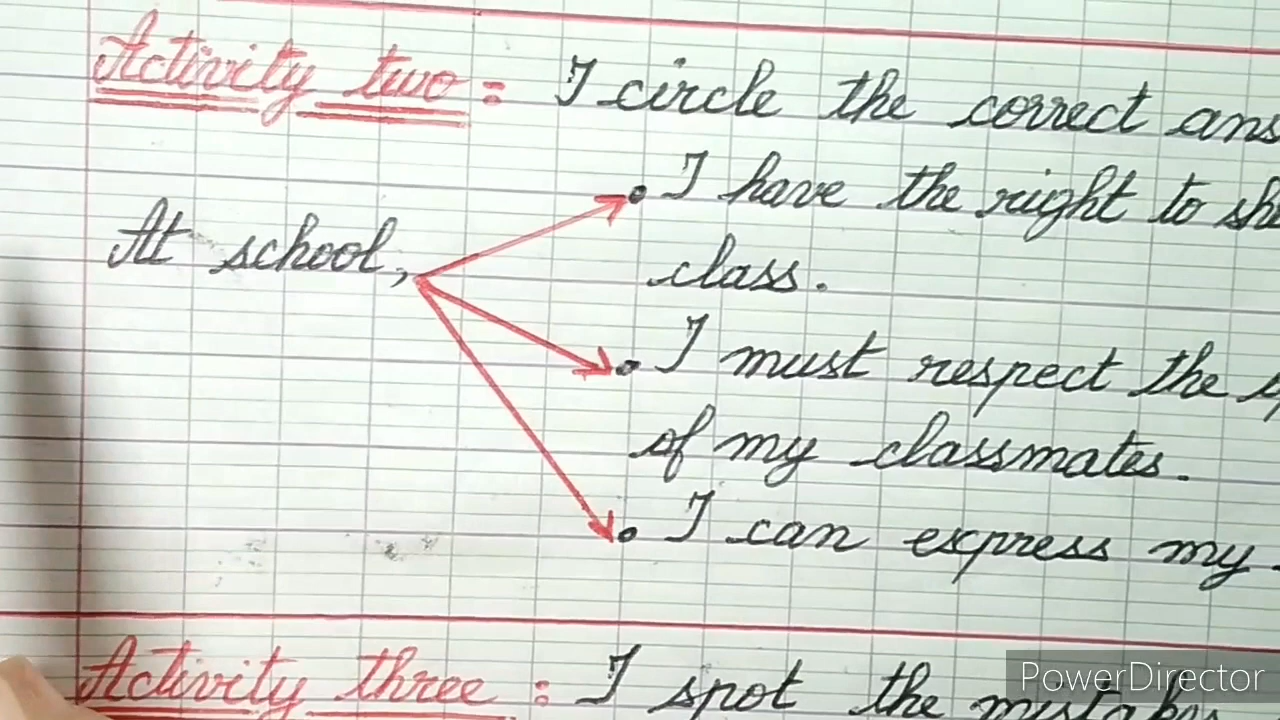 Activity two : I circle the correct ans
I have the right to sh
At school,
class.
I must respect the
of my classmates.
I can express my
Activity three : I spot the
PowerDirector